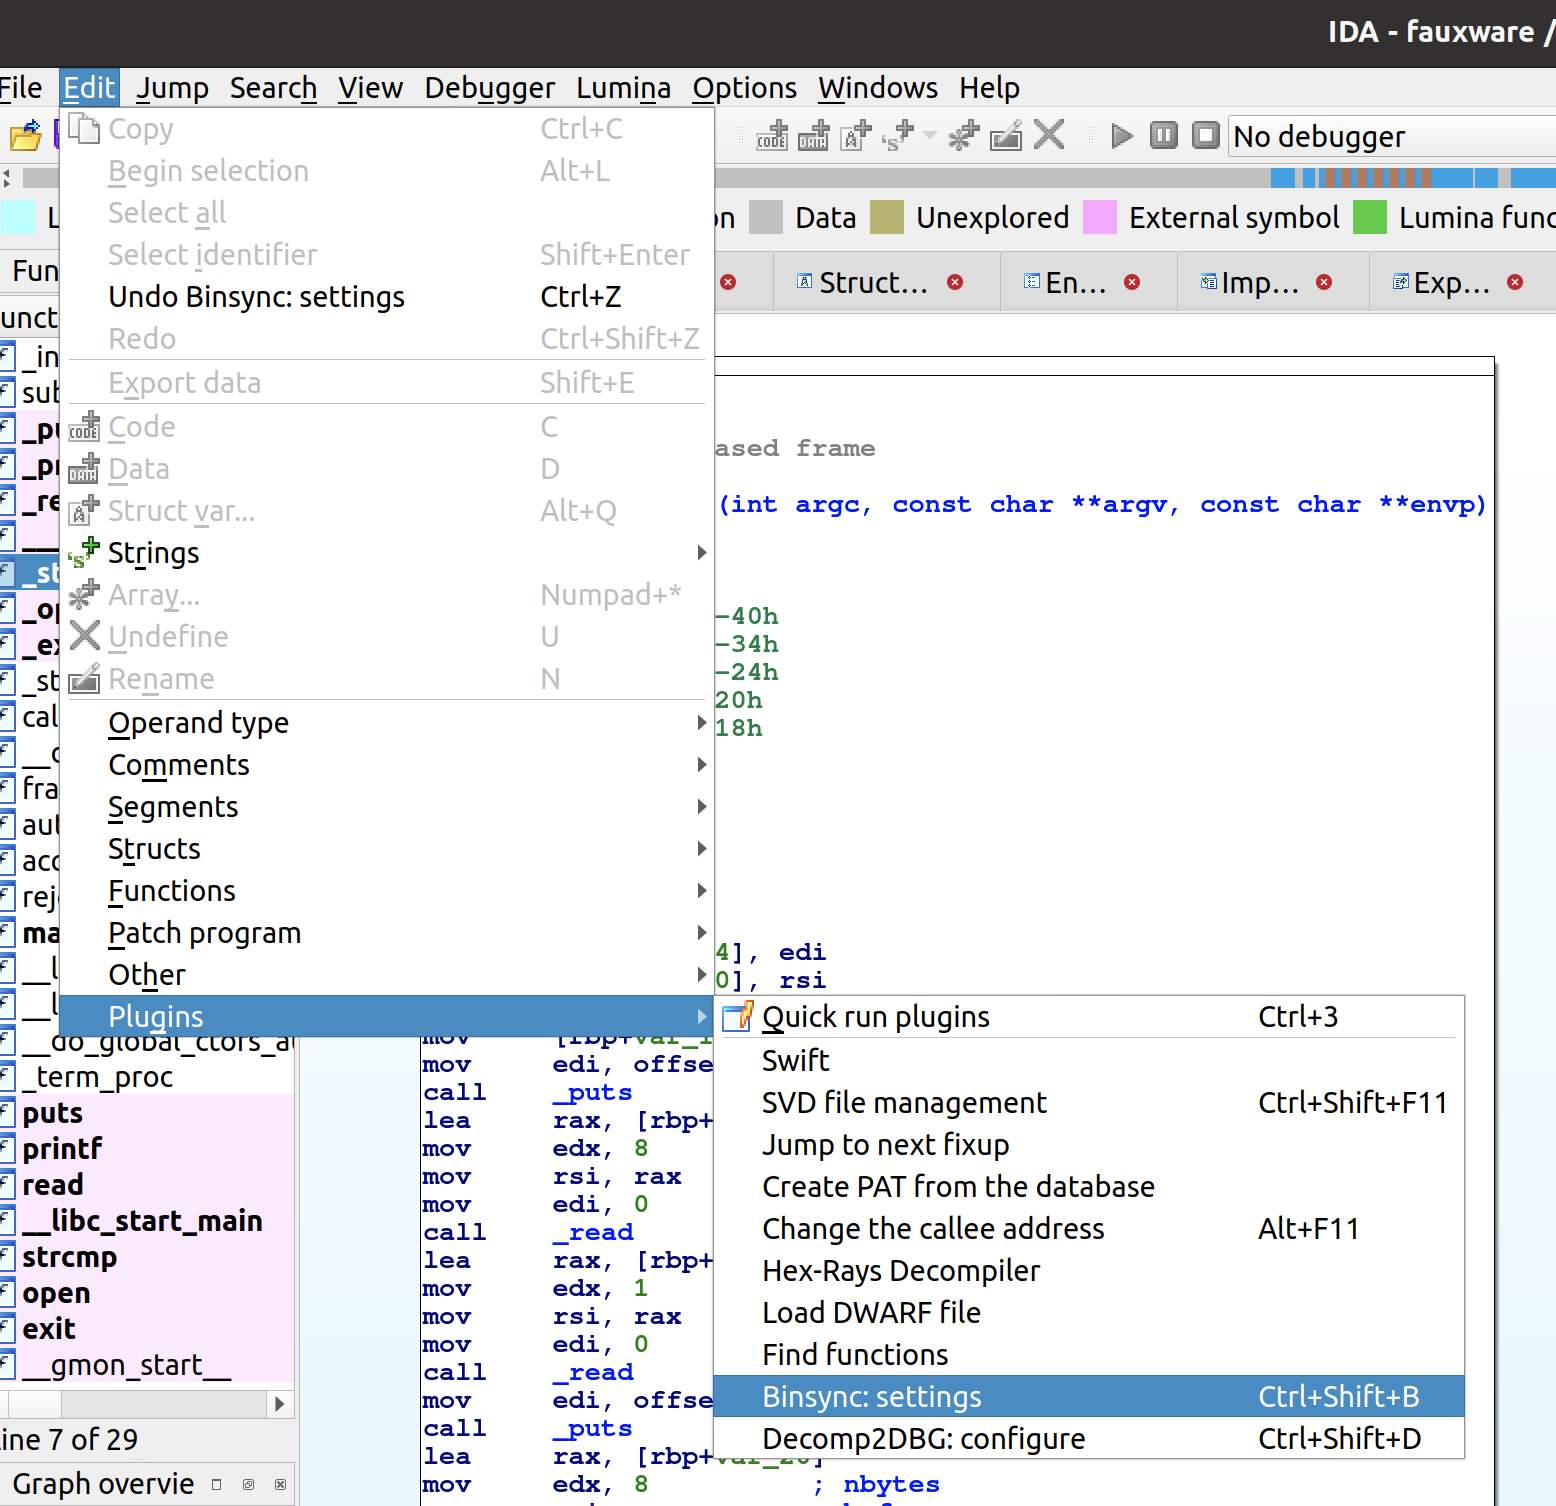 IDA - fauxware /
File Edit Jump Search View Debugger Lumina Options Windows Help
No debugger
Data Unexplored External symbol Lumina func
Struct... En... Imp... Exp...
Copy Ctrl+C
Begin selection Alt+L
Select all
Select identifier Shift+Enter
Undo Binsync: settings Ctrl+Z
Redo Ctrl+Shift+Z
Export data Shift+E
Code C
Data D
Struct var... Alt+Q
Strings
Array... Numpad+*
Undefine U
Rename N
Operand type
Comments
Segments
Structs
Functions
Patch program
Other
Plugins
Quick run plugins Ctrl+3
Swift
SVD file management Ctrl+Shift+F11
Jump to next fixup
Create PAT from the database
Change the callee address Alt+F11
Hex-Rays Decompiler
Load DWARF file
Find functions
Binsync: settings Ctrl+Shift+B
Decomp2DBG: configure Ctrl+Shift+D
Fun
unct
_in
sub
_pu
_pr
_re
_st
_op
_ex
_st
cal
fra
aut
acc
rej
ma
__l
__l
__do_global_ctors_au
_term_proc
puts
printf
read
__libc_start_main
strcmp
open
exit
__gmon_start__
ine 7 of 29
Graph overvie
ased frame
(int argc, const char **argv, const char **envp)
-40h
-34h
-24h
20h
18h
4], edi
0], rsi
mov [rbp+var_
mov edi, offse
call _puts
lea rax, [rbp+
mov edx, 8
mov rsi, rax
mov edi, 0
call _read
lea rax, [rbp+
mov edx, 1
mov rsi, rax
mov edi, 0
call _read
mov edi, offse
call _puts
lea rax, [rbp+var_20]
mov edx, 8 ; nbytes